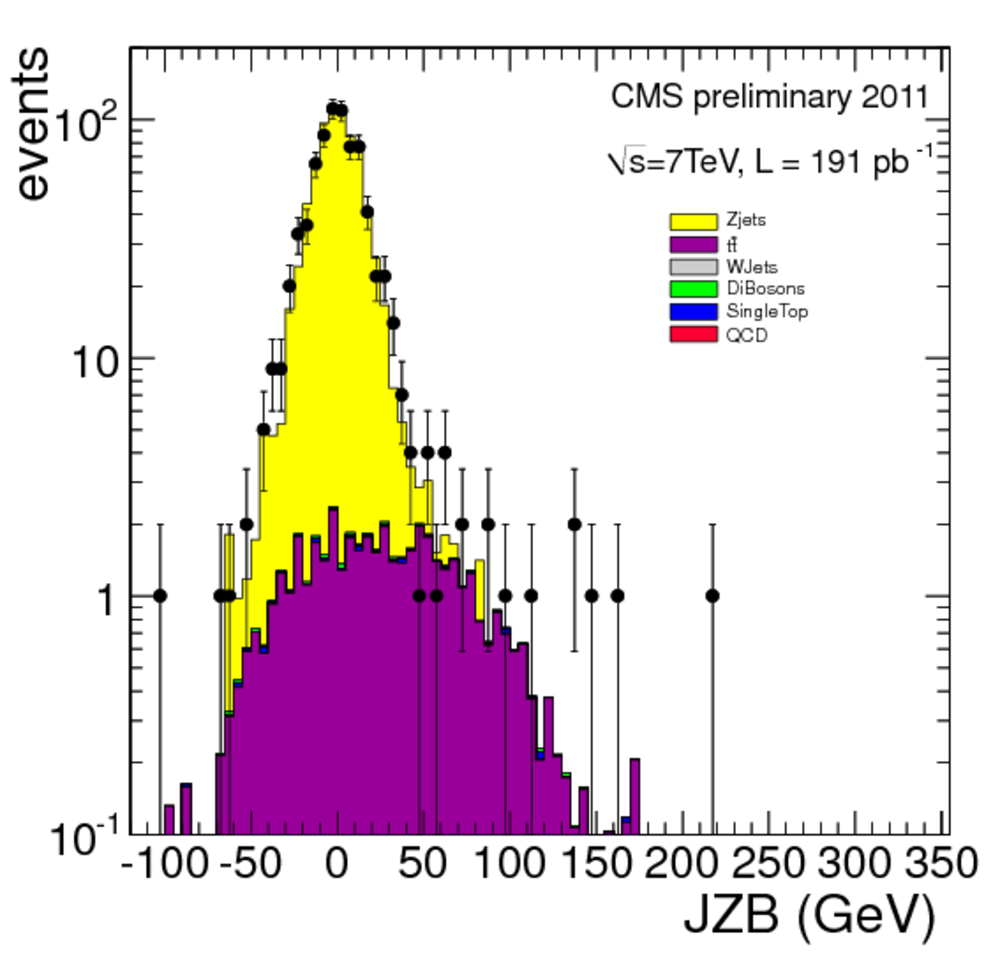 events
CMS preliminary 2011
√s=7TeV, L = 191 pb⁻¹
Zjets
tt̄
WJets
DiBosons
SingleTop
QCD
10²
10
1
10⁻¹
-100 -50 0 50 100 150 200 250 300 350
JZB (GeV)